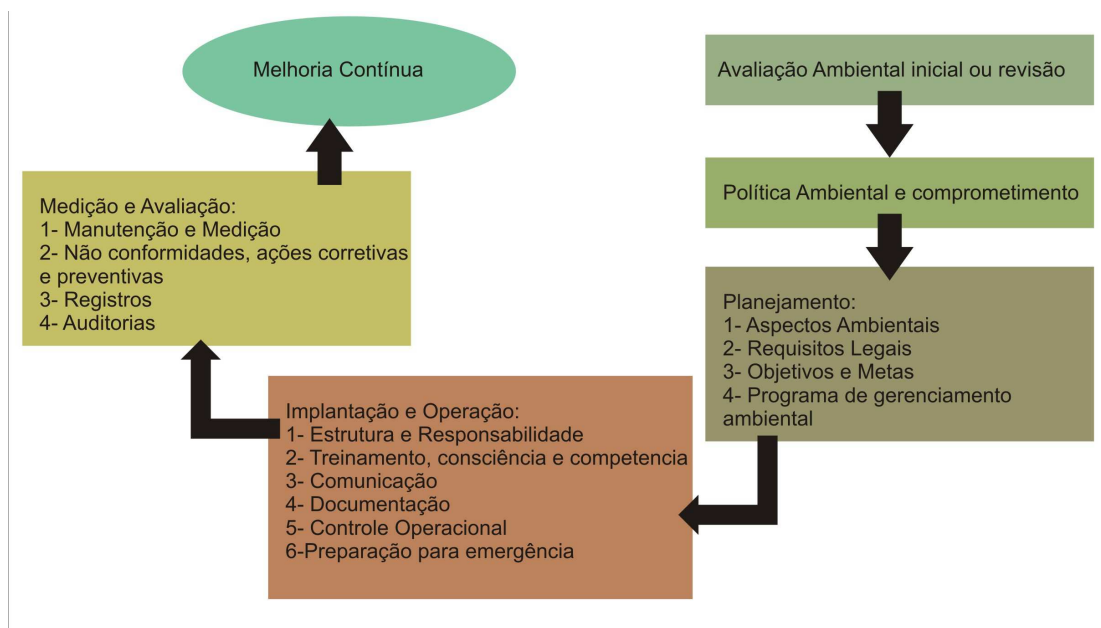 Avaliação Ambiental inicial ou revisão
Política Ambiental e comprometimento
Planejamento:
1- Aspectos Ambientais
2- Requisitos Legais
3- Objetivos e Metas
4- Programa de gerenciamento
ambiental
Implantação e Operação:
1- Estrutura e Responsabilidade
2- Treinamento, consciência e competencia
3- Comunicação
4- Documentação
5- Controle Operacional
6-Preparação para emergência
Medição e Avaliação:
1- Manutenção e Medição
2- Não conformidades, ações corretivas
e preventivas
3- Registros
4- Auditorias
Melhoria Contínua